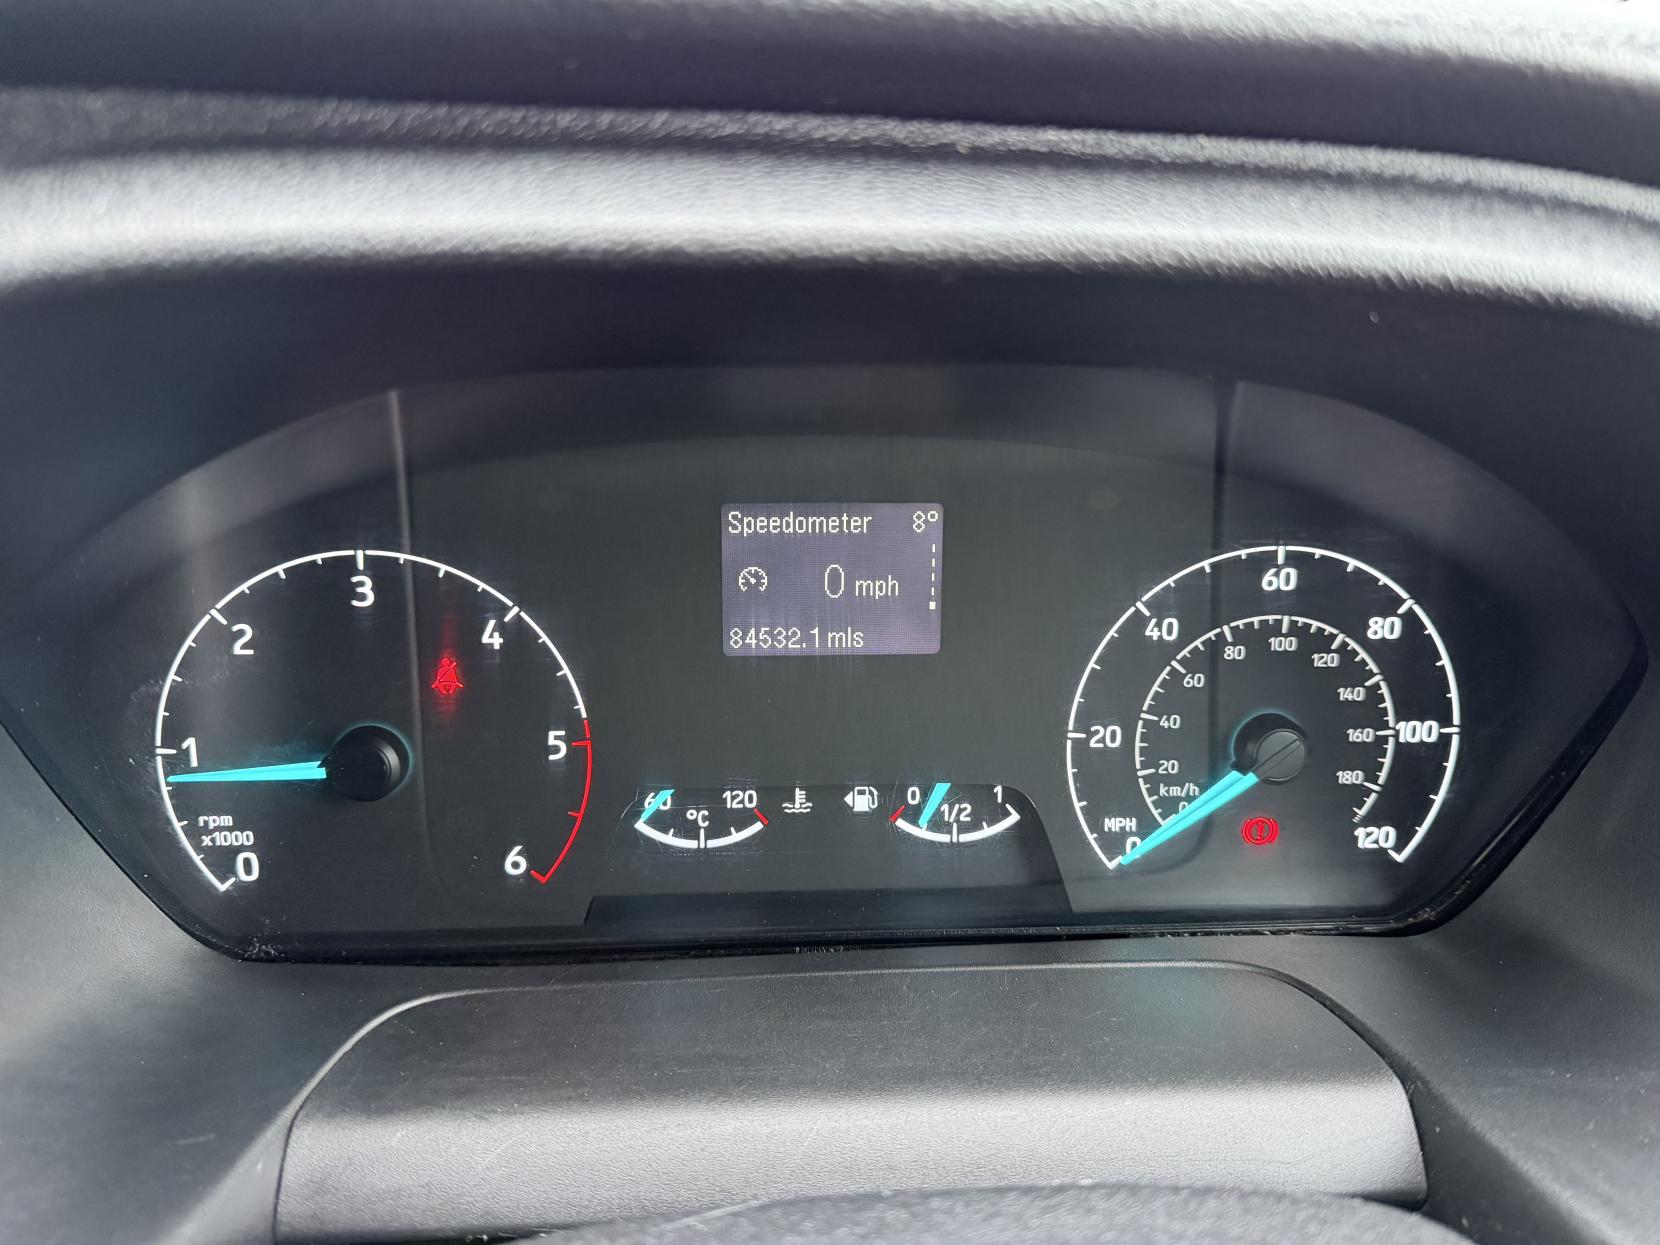 Speedometer 8°
0 mph
84532.1 mls
0 1 2 3 4 5 6
rpm
x1000
60 120
°C
0 1/2 1
0 20 40 60 80 100 120
MPH
0 20 40 60 80 100 120 140 160 180
km/h